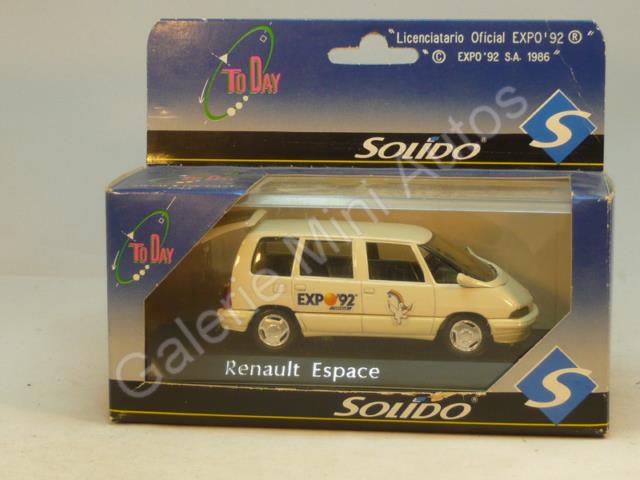 "Licenciatario Oficial EXPO'92 ®"
"© EXPO'92 S.A. 1986"
TO DAY
SOLIDO®
S
TO DAY
EXPO'92
Renault Espace
SOLIDO®
S
Galerie Mini Autos